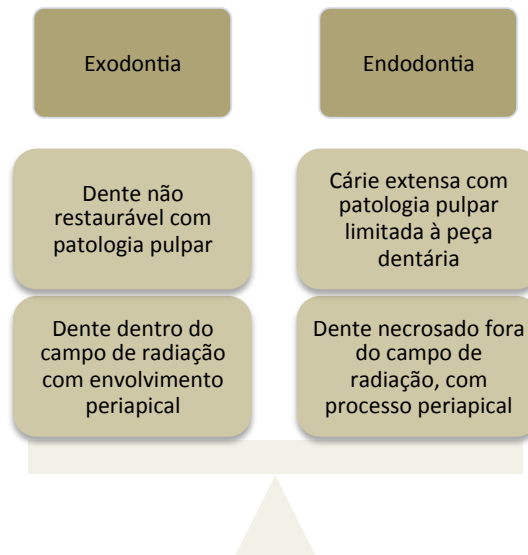 Exodontia
Endodontia
Dente não
restaurável com
patologia pulpar
Cárie extensa com
patologia pulpar
limitada à peça
dentária
Dente dentro do
campo de radiação
com envolvimento
periapical
Dente necrosado fora
do campo de
radiação, com
processo periapical